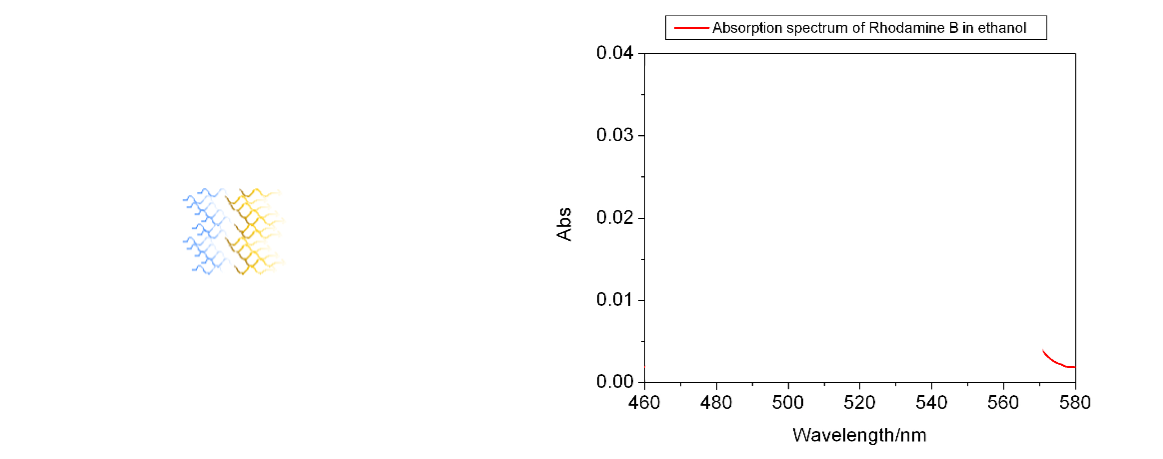 Absorption spectrum of Rhodamine B in ethanol
0.04
0.03
0.02
0.01
0.00
Abs
460 480 500 520 540 560 580
Wavelength/nm